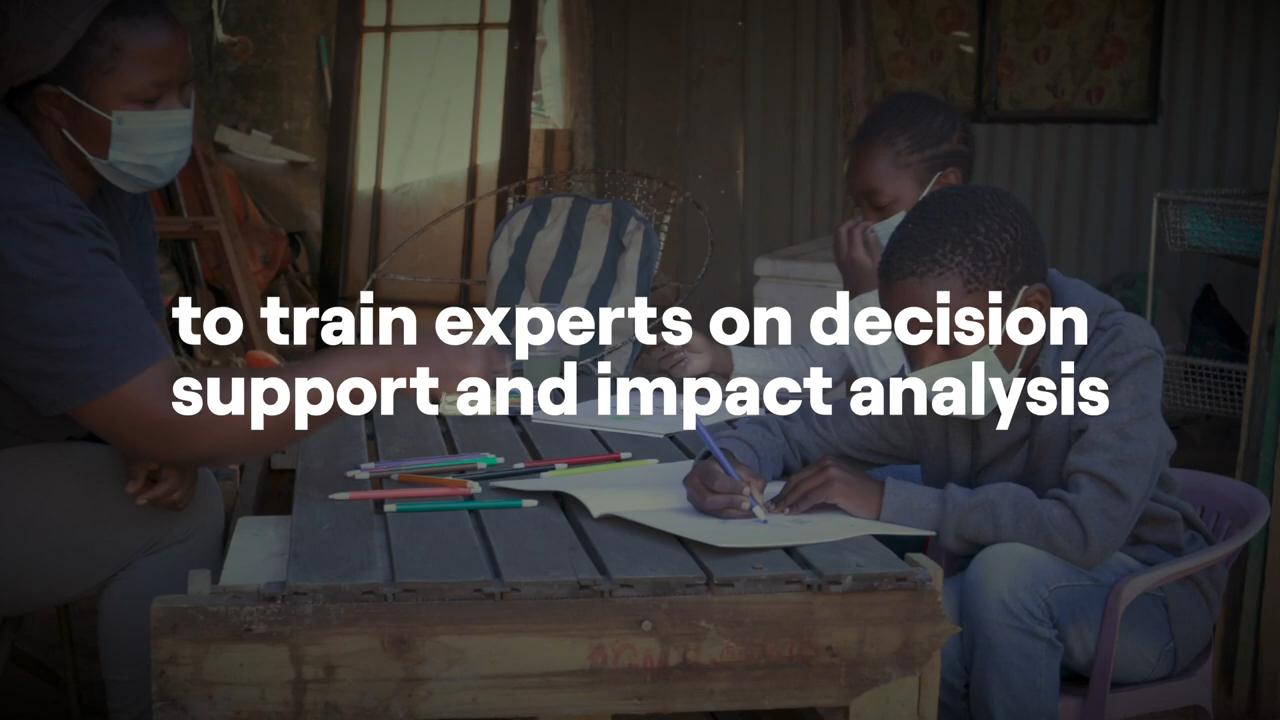 to train experts on decision
support and impact analysis